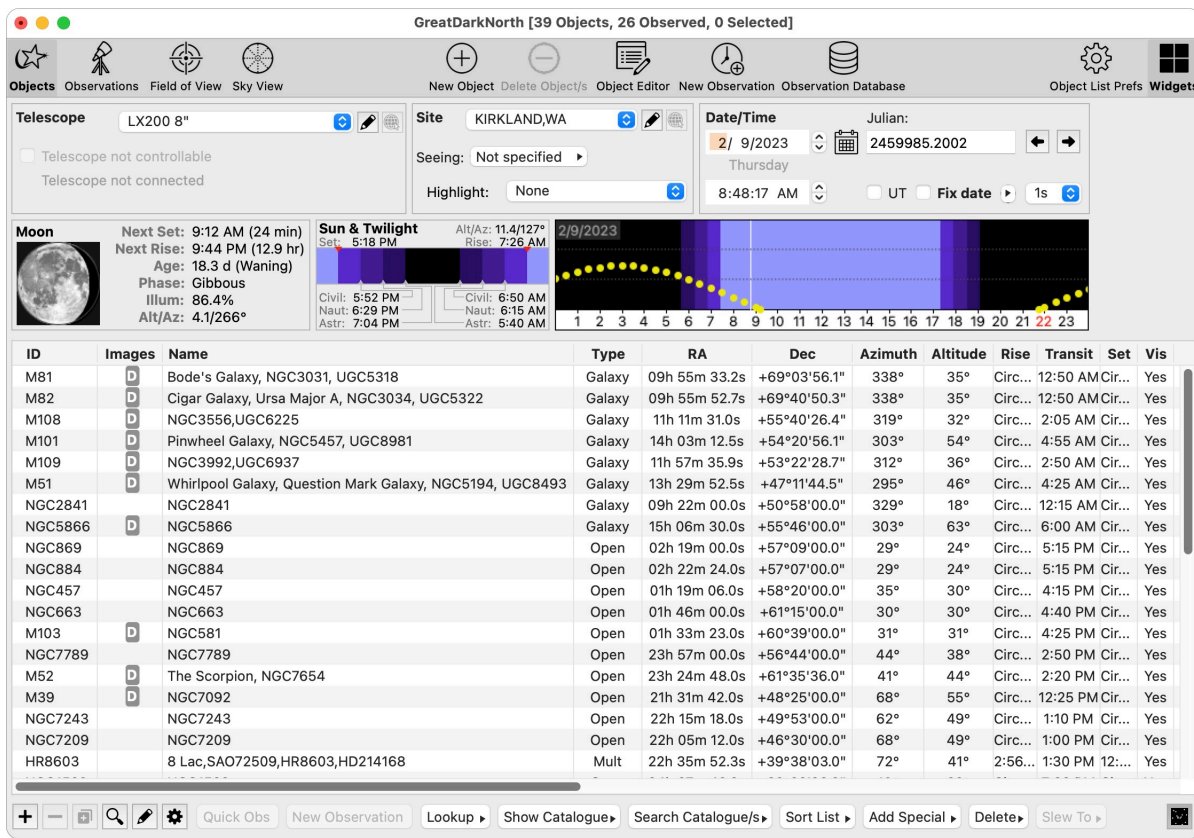 GreatDarkNorth [39 Objects, 26 Observed, 0 Selected]
Objects Observations Field of View Sky View New Object Delete Object/s Object Editor New Observation Observation Database Object List Prefs Widgets
Telescope LX200 8"
Telescope not controllable
Telescope not connected
Site KIRKLAND,WA
Seeing: Not specified
Highlight: None
Date/Time Julian:
2/ 9/2023 2459985.2002
Thursday
8:48:17 AM UT Fix date 1s
Moon
Next Set: 9:12 AM (24 min)
Next Rise: 9:44 PM (12.9 hr)
Age: 18.3 d (Waning)
Phase: Gibbous
Illum: 86.4%
Alt/Az: 4.1/266°
Sun & Twilight Alt/Az: 11.4/127°
Set: 5:18 PM Rise: 7:26 AM
Civil: 5:52 PM Civil: 6:50 AM
Naut: 6:29 PM Naut: 6:15 AM
Astr: 7:04 PM Astr: 5:40 AM
2/9/2023
1 2 3 4 5 6 7 8 9 10 11 12 13 14 15 16 17 18 19 20 21 22 23
ID Images Name Type RA Dec Azimuth Altitude Rise Transit Set Vis
M81 D Bode's Galaxy, NGC3031, UGC5318 Galaxy 09h 55m 33.2s +69°03'56.1" 338° 35° Circ... 12:50 AM Cir... Yes
M82 D Cigar Galaxy, Ursa Major A, NGC3034, UGC5322 Galaxy 09h 55m 52.7s +69°40'50.3" 338° 35° Circ... 12:50 AM Cir... Yes
M108 D NGC3556,UGC6225 Galaxy 11h 11m 31.0s +55°40'26.4" 319° 32° Circ... 2:05 AM Cir... Yes
M101 D Pinwheel Galaxy, NGC5457, UGC8981 Galaxy 14h 03m 12.5s +54°20'56.1" 303° 54° Circ... 4:55 AM Cir... Yes
M109 D NGC3992,UGC6937 Galaxy 11h 57m 35.9s +53°22'28.7" 312° 36° Circ... 2:50 AM Cir... Yes
M51 D Whirlpool Galaxy, Question Mark Galaxy, NGC5194, UGC8493 Galaxy 13h 29m 52.5s +47°11'44.5" 295° 46° Circ... 4:25 AM Cir... Yes
NGC2841 NGC2841 Galaxy 09h 22m 00.0s +50°58'00.0" 329° 18° Circ... 12:15 AM Cir... Yes
NGC5866 D NGC5866 Galaxy 15h 06m 30.0s +55°46'00.0" 303° 63° Circ... 6:00 AM Cir... Yes
NGC869 NGC869 Open 02h 19m 00.0s +57°09'00.0" 29° 24° Circ... 5:15 PM Cir... Yes
NGC884 NGC884 Open 02h 22m 24.0s +57°07'00.0" 29° 24° Circ... 5:15 PM Cir... Yes
NGC457 NGC457 Open 01h 19m 06.0s +58°20'00.0" 35° 30° Circ... 4:15 PM Cir... Yes
NGC663 NGC663 Open 01h 46m 00.0s +61°15'00.0" 30° 30° Circ... 4:40 PM Cir... Yes
M103 D NGC581 Open 01h 33m 23.0s +60°39'00.0" 31° 31° Circ... 4:25 PM Cir... Yes
NGC7789 NGC7789 Open 23h 57m 00.0s +56°44'00.0" 44° 38° Circ... 2:50 PM Cir... Yes
M52 D The Scorpion, NGC7654 Open 23h 24m 48.0s +61°35'36.0" 41° 44° Circ... 2:20 PM Cir... Yes
M39 D NGC7092 Open 21h 31m 42.0s +48°25'00.0" 68° 55° Circ... 12:25 PM Cir... Yes
NGC7243 NGC7243 Open 22h 15m 18.0s +49°53'00.0" 62° 49° Circ... 1:10 PM Cir... Yes
NGC7209 NGC7209 Open 22h 05m 12.0s +46°30'00.0" 68° 49° Circ... 1:00 PM Cir... Yes
HR8603 8 Lac,SAO72509,HR8603,HD214168 Mult 22h 35m 52.3s +39°38'03.0" 72° 41° 2:56... 1:30 PM 12:... Yes
Quick Obs New Observation Lookup Show Catalogue Search Catalogue/s Sort List Add Special Delete Slew To